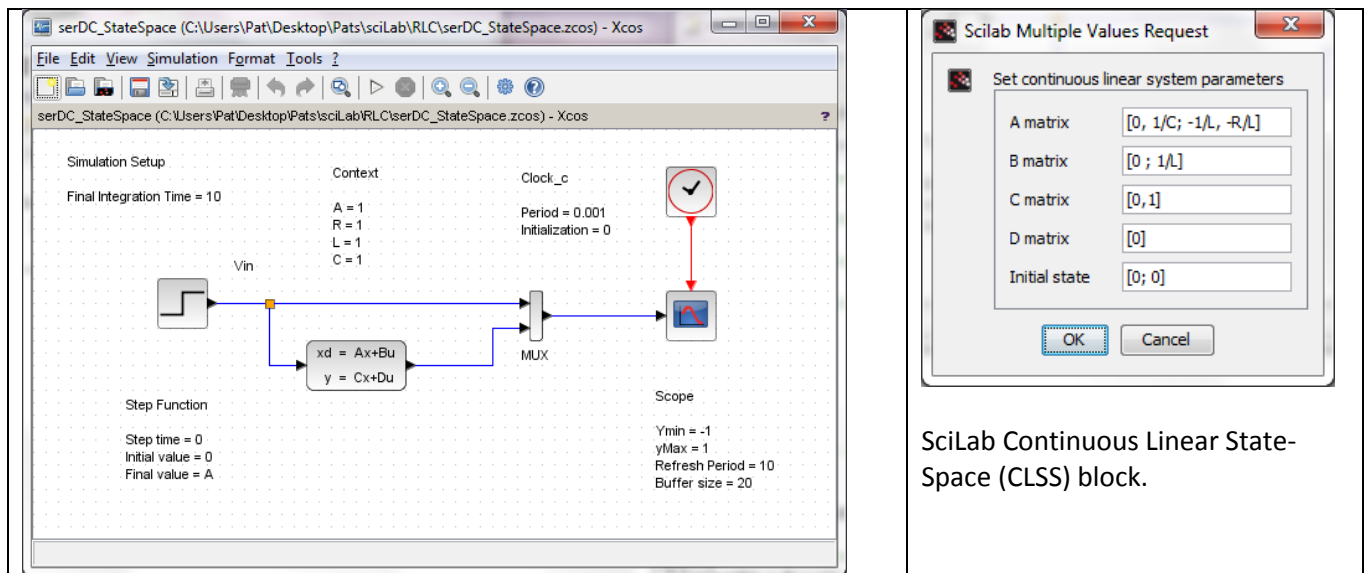 serDC_StateSpace (C:\Users\Pat\Desktop\Pats\sciLab\RLC\serDC_StateSpace.zcos) - Xcos
File Edit View Simulation Format Tools ?
serDC_StateSpace (C:\Users\Pat\Desktop\Pats\sciLab\RLC\serDC_StateSpace.zcos) - Xcos
?
Simulation Setup
Final Integration Time = 10
Context
A = 1
R = 1
L = 1
C = 1
Clock_c
Period = 0.001
Initialization = 0
Vin
xd = Ax+Bu
y = Cx+Du
MUX
Step Function
Step time = 0
Initial value = 0
Final value = A
Scope
Ymin = -1
yMax = 1
Refresh Period = 10
Buffer size = 20
Scilab Multiple Values Request
Set continuous linear system parameters
A matrix [0, 1/C; -1/L, -R/L]
B matrix [0 ; 1/L]
C matrix [0,1]
D matrix [0]
Initial state [0; 0]
OK Cancel
SciLab Continuous Linear State-
Space (CLSS) block.